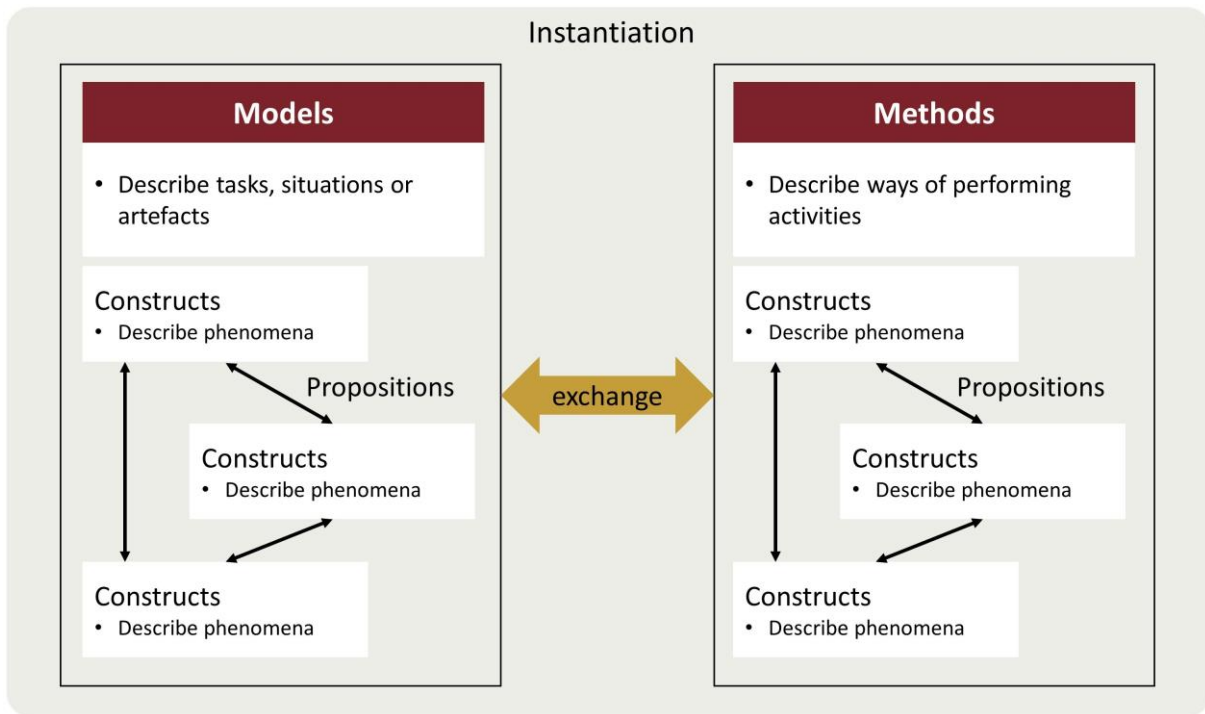 Instantiation
Models
• Describe tasks, situations or
artefacts
Constructs
• Describe phenomena
Propositions
Constructs
• Describe phenomena
Constructs
• Describe phenomena
exchange
Methods
• Describe ways of performing
activities
Constructs
• Describe phenomena
Propositions
Constructs
• Describe phenomena
Constructs
• Describe phenomena